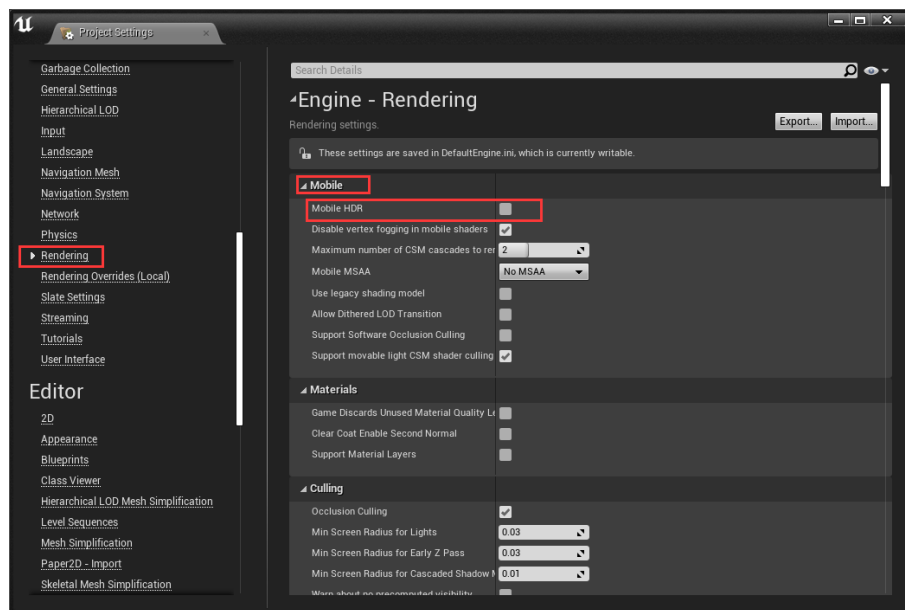 Project Settings
Garbage Collection
General Settings
Hierarchical LOD
Input
Landscape
Navigation Mesh
Navigation System
Network
Physics
Rendering
Rendering Overrides (Local)
Slate Settings
Streaming
Tutorials
User Interface
Editor
2D
Appearance
Blueprints
Class Viewer
Hierarchical LOD Mesh Simplification
Level Sequences
Mesh Simplification
Paper2D - Import
Skeletal Mesh Simplification
Search Details
Engine - Rendering
Rendering settings.
Export... Import...
These settings are saved in DefaultEngine.ini, which is currently writable.
Mobile
Mobile HDR
Disable vertex fogging in mobile shaders
Maximum number of CSM cascades to rer 2
Mobile MSAA No MSAA
Use legacy shading model
Allow Dithered LOD Transition
Support Software Occlusion Culling
Support movable light CSM shader culling
Materials
Game Discards Unused Material Quality Le
Clear Coat Enable Second Normal
Support Material Layers
Culling
Occlusion Culling
Min Screen Radius for Lights 0.03
Min Screen Radius for Early Z Pass 0.03
Min Screen Radius for Cascaded Shadow M 0.01
Warn about no precomputed visibility